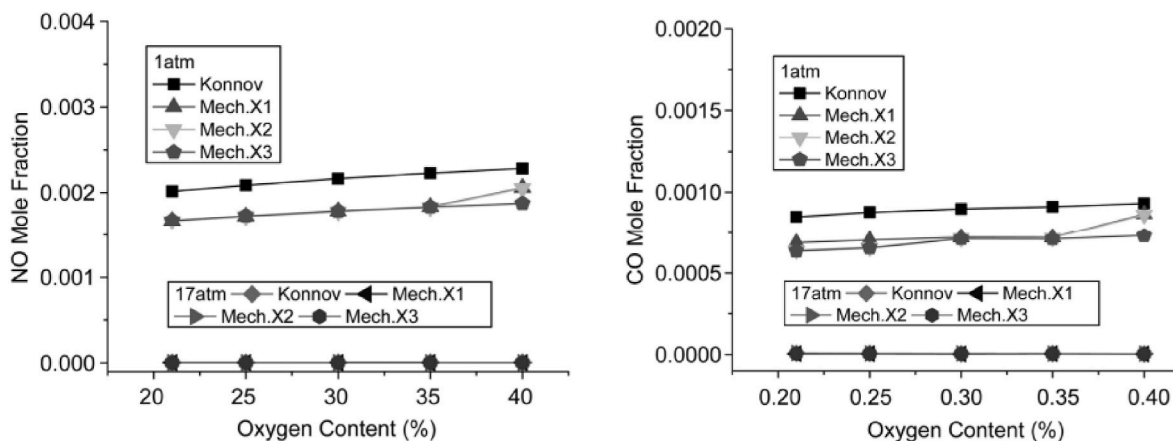 0.004
0.003
0.002
0.001
0.000
NO Mole Fraction
1atm
Konnov
Mech.X1
Mech.X2
Mech.X3
17atm Konnov Mech.X1
Mech.X2 Mech.X3
20 25 30 35 40
Oxygen Content (%)
0.0020
0.0015
0.0010
0.0005
0.0000
CO Mole Fraction
1atm
Konnov
Mech.X1
Mech.X2
Mech.X3
17atm Konnov Mech.X1
Mech.X2 Mech.X3
0.20 0.25 0.30 0.35 0.40
Oxygen Content (%)